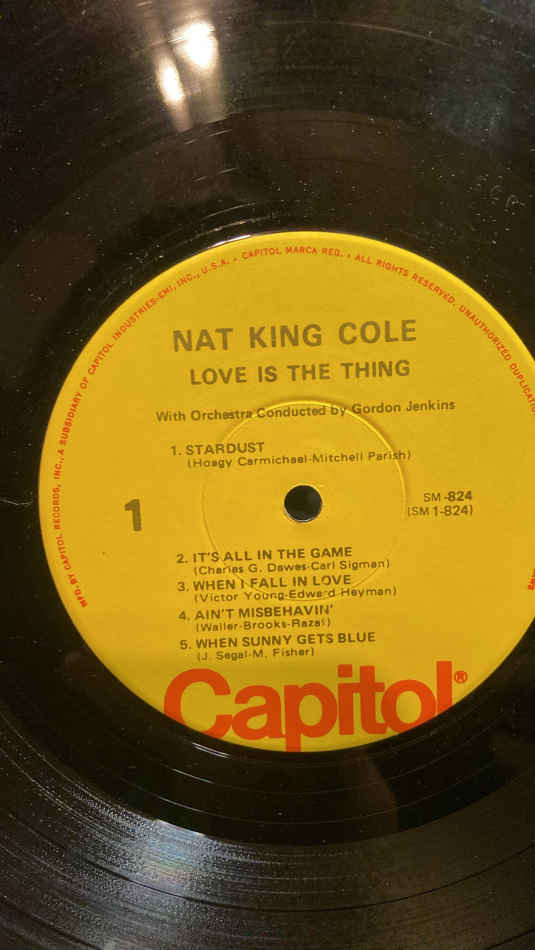 MFD. BY CAPITOL RECORDS, INC., A SUBSIDIARY OF CAPITOL INDUSTRIES-EMI, INC., U.S.A. • CAPITOL MARCA REG. • ALL RIGHTS RESERVED. UNAUTHORIZED DUPLICATION
NAT KING COLE
LOVE IS THE THING
With Orchestra Conducted by Gordon Jenkins
1. STARDUST
(Hoagy Carmichael-Mitchell Parish)
1
SM-824
(SM 1-824)
2. IT'S ALL IN THE GAME
(Charles G. Dawes-Carl Sigman)
3. WHEN I FALL IN LOVE
(Victor Young-Edward Heyman)
4. AIN'T MISBEHAVIN'
(Waller-Brooks-Razaf)
5. WHEN SUNNY GETS BLUE
(J. Segal-M. Fisher)
Capitol®